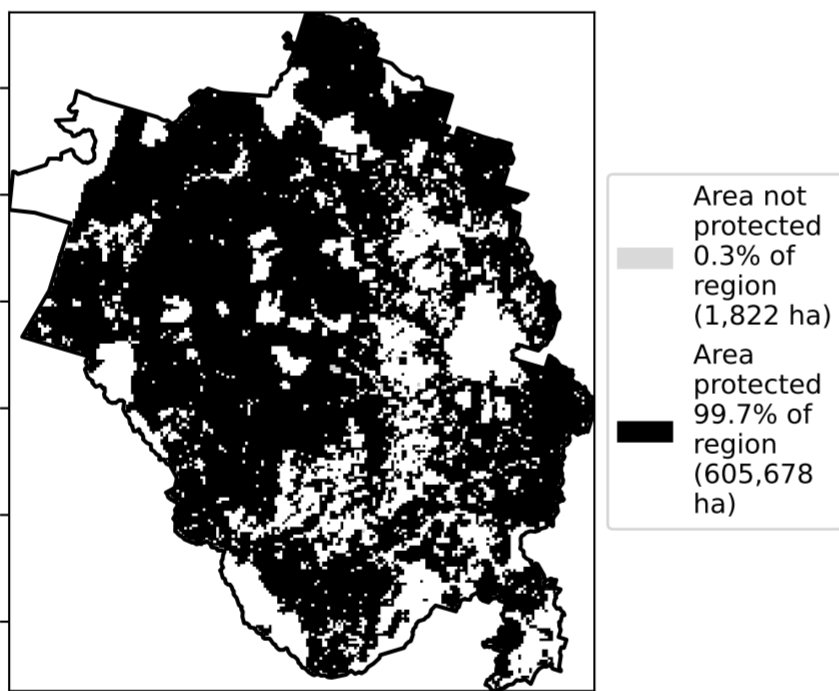 Area not
protected
0.3% of
region
(1,822 ha)
Area
protected
99.7% of
region
(605,678
ha)